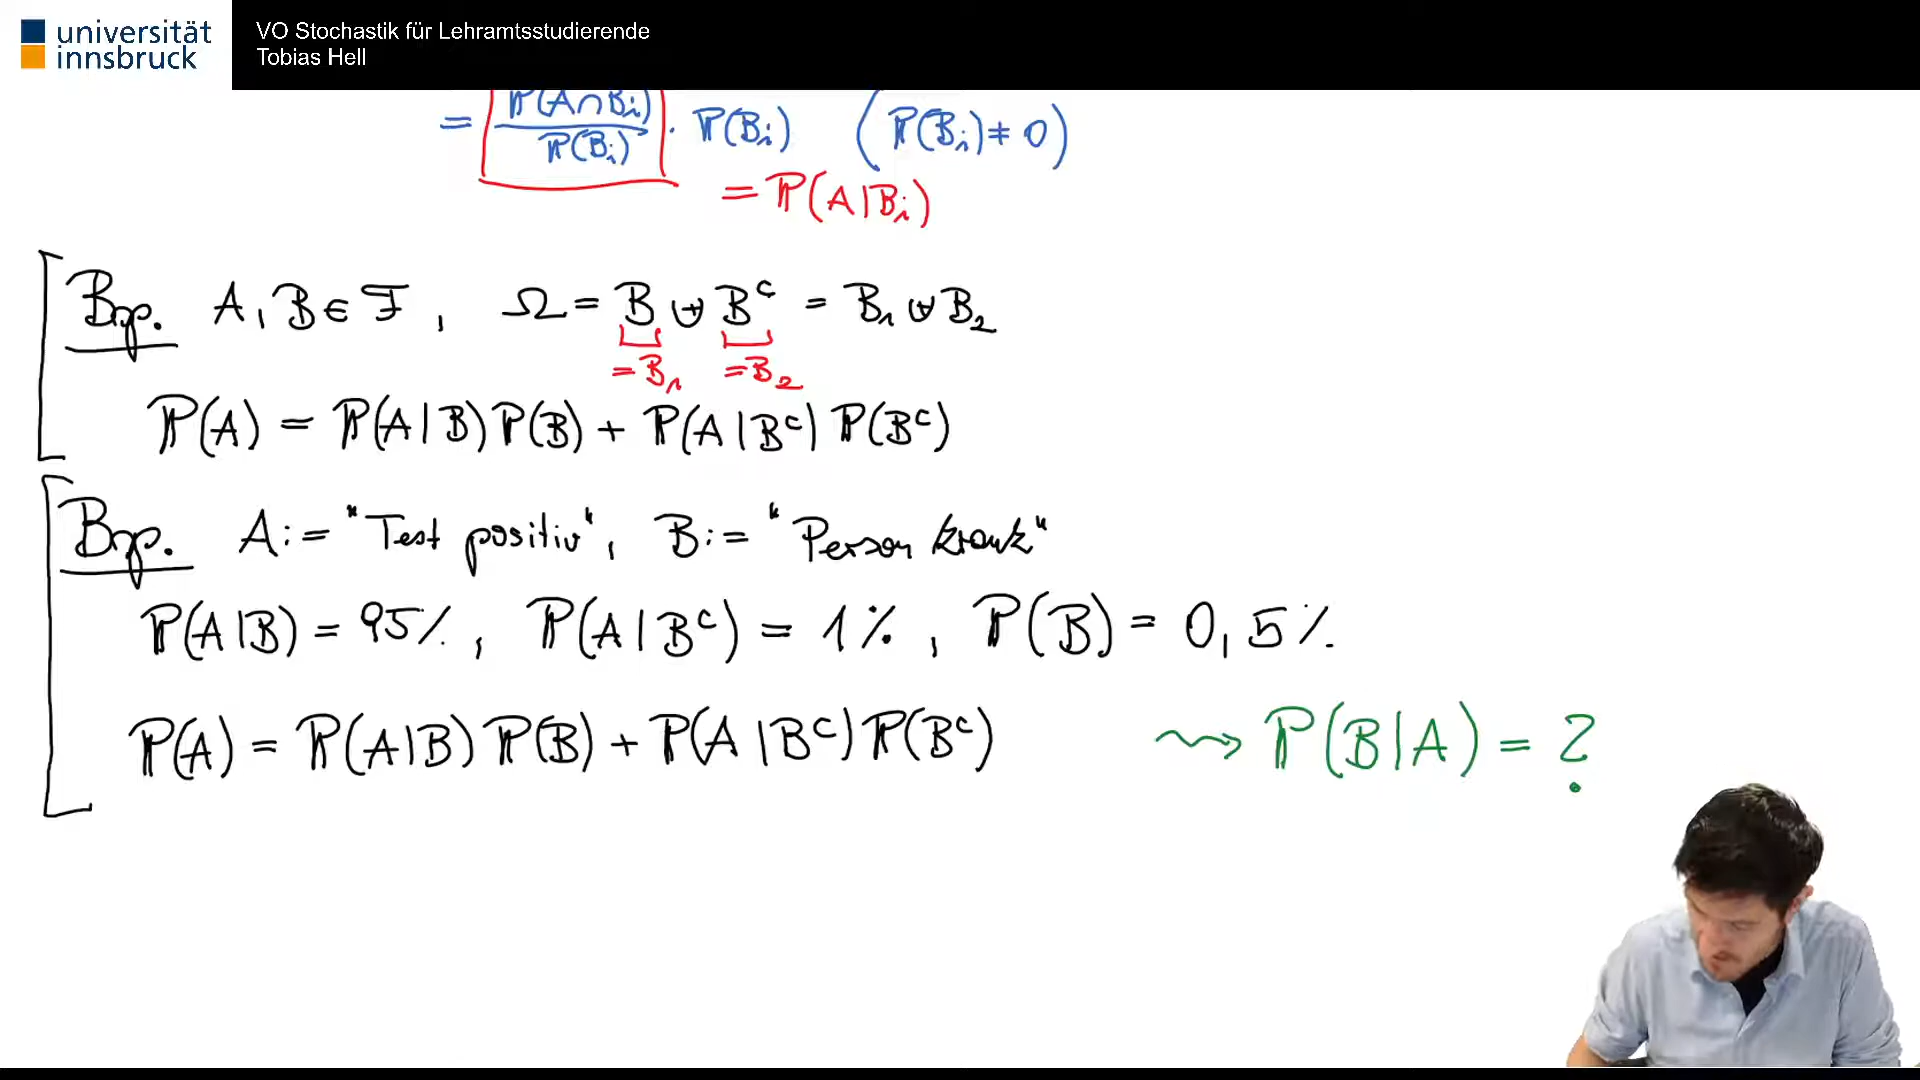 universität
innsbruck
VO Stochastik für Lehramtsstudierende
Tobias Hell
= P(A∩Bᵢ)/P(Bᵢ) · P(Bᵢ) (P(Bᵢ)≠0)
= P(A|Bᵢ)
Bsp. A, B ∈ F, Ω = B ⊎ Bᶜ = B₁ ⊎ B₂
=B₁ =B₂
P(A) = P(A|B)P(B) + P(A|Bᶜ)P(Bᶜ)
Bsp. A := "Test positiv", B := "Person krank"
P(A|B) = 95%, P(A|Bᶜ) = 1%, P(B) = 0,5%
P(A) = P(A|B)P(B) + P(A|Bᶜ)P(Bᶜ) ⇝ P(B|A) = ?